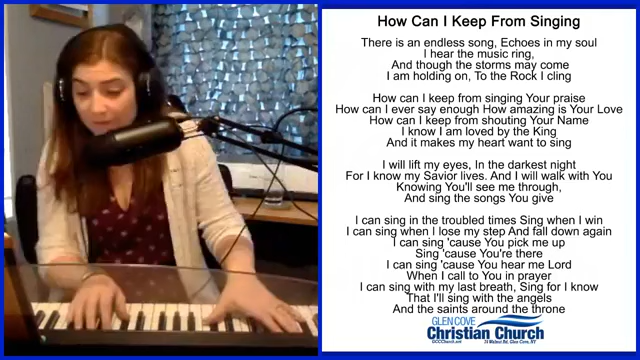 How Can I Keep From Singing
There is an endless song, Echoes in my soul
I hear the music ring,
And though the storms may come
I am holding on, To the Rock I cling
How can I keep from singing Your praise
How can I ever say enough How amazing is Your Love
How can I keep from shouting Your Name
I know I am loved by the King
And it makes my heart want to sing
I will lift my eyes, In the darkest night
For I know my Savior lives. And I will walk with You
Knowing You'll see me through,
And sing the songs You give
I can sing in the troubled times Sing when I win
I can sing when I lose my step And fall down again
I can sing 'cause You pick me up
Sing 'cause You're there
I can sing 'cause You hear me Lord
When I call to You in prayer
I can sing with my last breath, Sing for I know
That I'll sing with the angels
And the saints around the throne
GLEN COVE
Christian Church
GCChurch.net 74 Walnut Rd. Glen Cove, NY